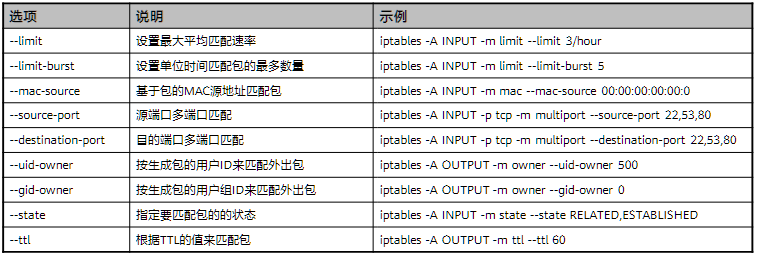 选项 说明 示例
--limit 设置最大平均匹配速率 iptables -A INPUT -m limit --limit 3/hour
--limit-burst 设置单位时间匹配包的最多数量 iptables -A INPUT -m limit --limit-burst 5
--mac-source 基于包的MAC源地址匹配包 iptables -A INPUT -m mac --mac-source 00:00:00:00:00:0
--source-port 源端口多端口匹配 iptables -A INPUT -p tcp -m multiport --source-port 22,53,80
--destination-port 目的端口多端口匹配 iptables -A INPUT -p tcp -m multiport --destination-port 22,53,80
--uid-owner 按生成包的用户ID来匹配外出包 iptables -A OUTPUT -m owner --uid-owner 500
--gid-owner 按生成包的用户组ID来匹配外出包 iptables -A OUTPUT -m owner --gid-owner 0
--state 指定要匹配包的的状态 iptables -A INPUT -m state --state RELATED,ESTABLISHED
--ttl 根据TTL的值来匹配包 iptables -A OUTPUT -m ttl --ttl 60